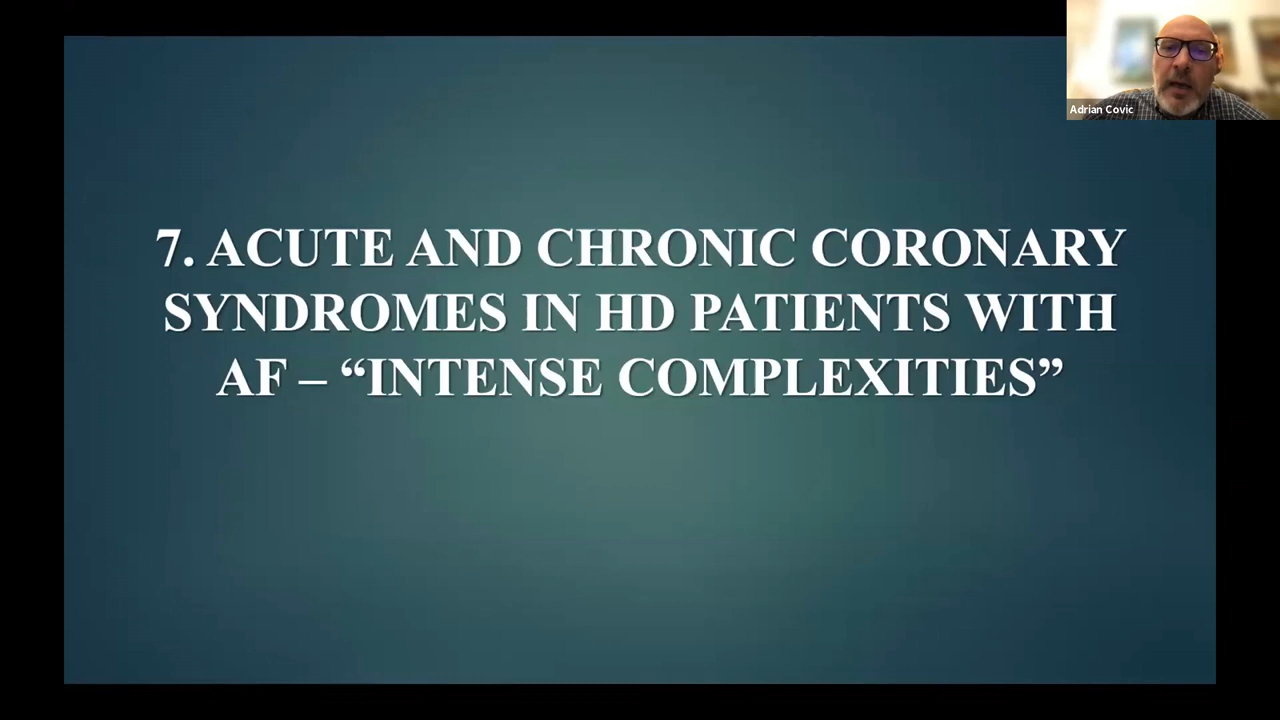 Adrian Covic
7. ACUTE AND CHRONIC CORONARY
SYNDROMES IN HD PATIENTS WITH
AF – “INTENSE COMPLEXITIES”